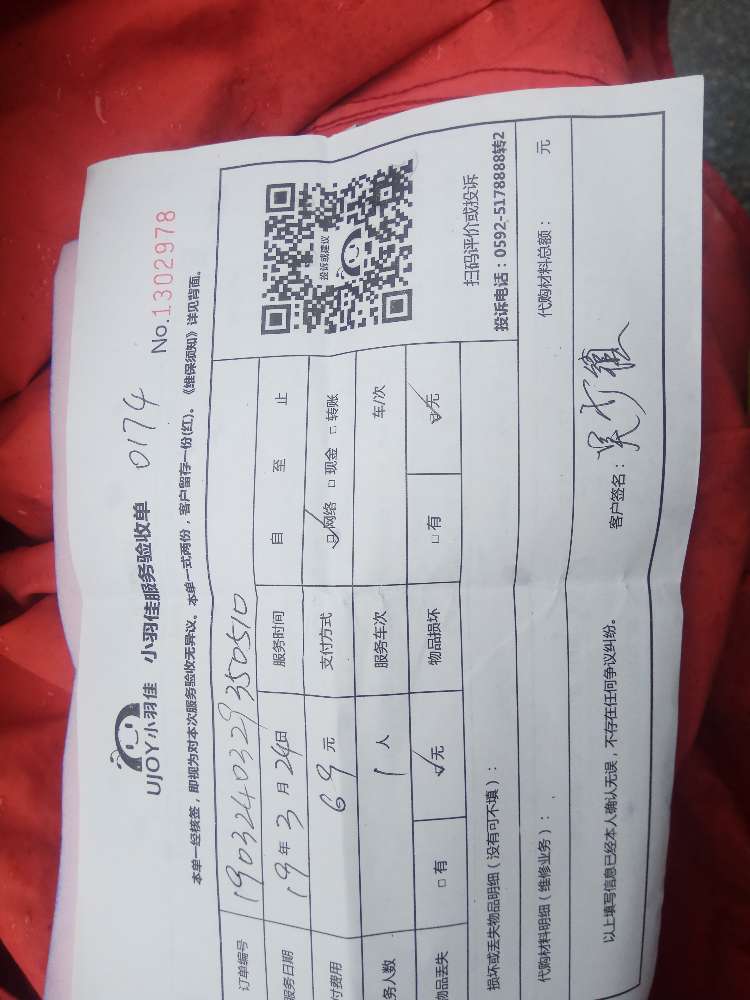 UJOY小羽佳 小羽佳服务验收单 0174 No.1302978
本单一经核签，即视为对本次服务验收无异议。本单一式两份，客户留存一份(红)。《维保须知》详见背面。
订单编号 190324032935 0510
服务日期 19年3月24日 服务时间 自 至 止
付费用 69元 支付方式 ☑网络 □现金 □转账
务人数 1人 服务车次 车/次
物品丢失 □有 ☑无 物品损坏 □有 ☑无
投诉或建议
扫码评价或投诉
投诉电话：0592-5178888转2
损坏或丢失物品明细（没有可不填）：
代购材料明细（维修业务）： 代购材料总额： 元
以上填写信息已经本人确认无误，不存在任何争议纠纷。 客户签名：